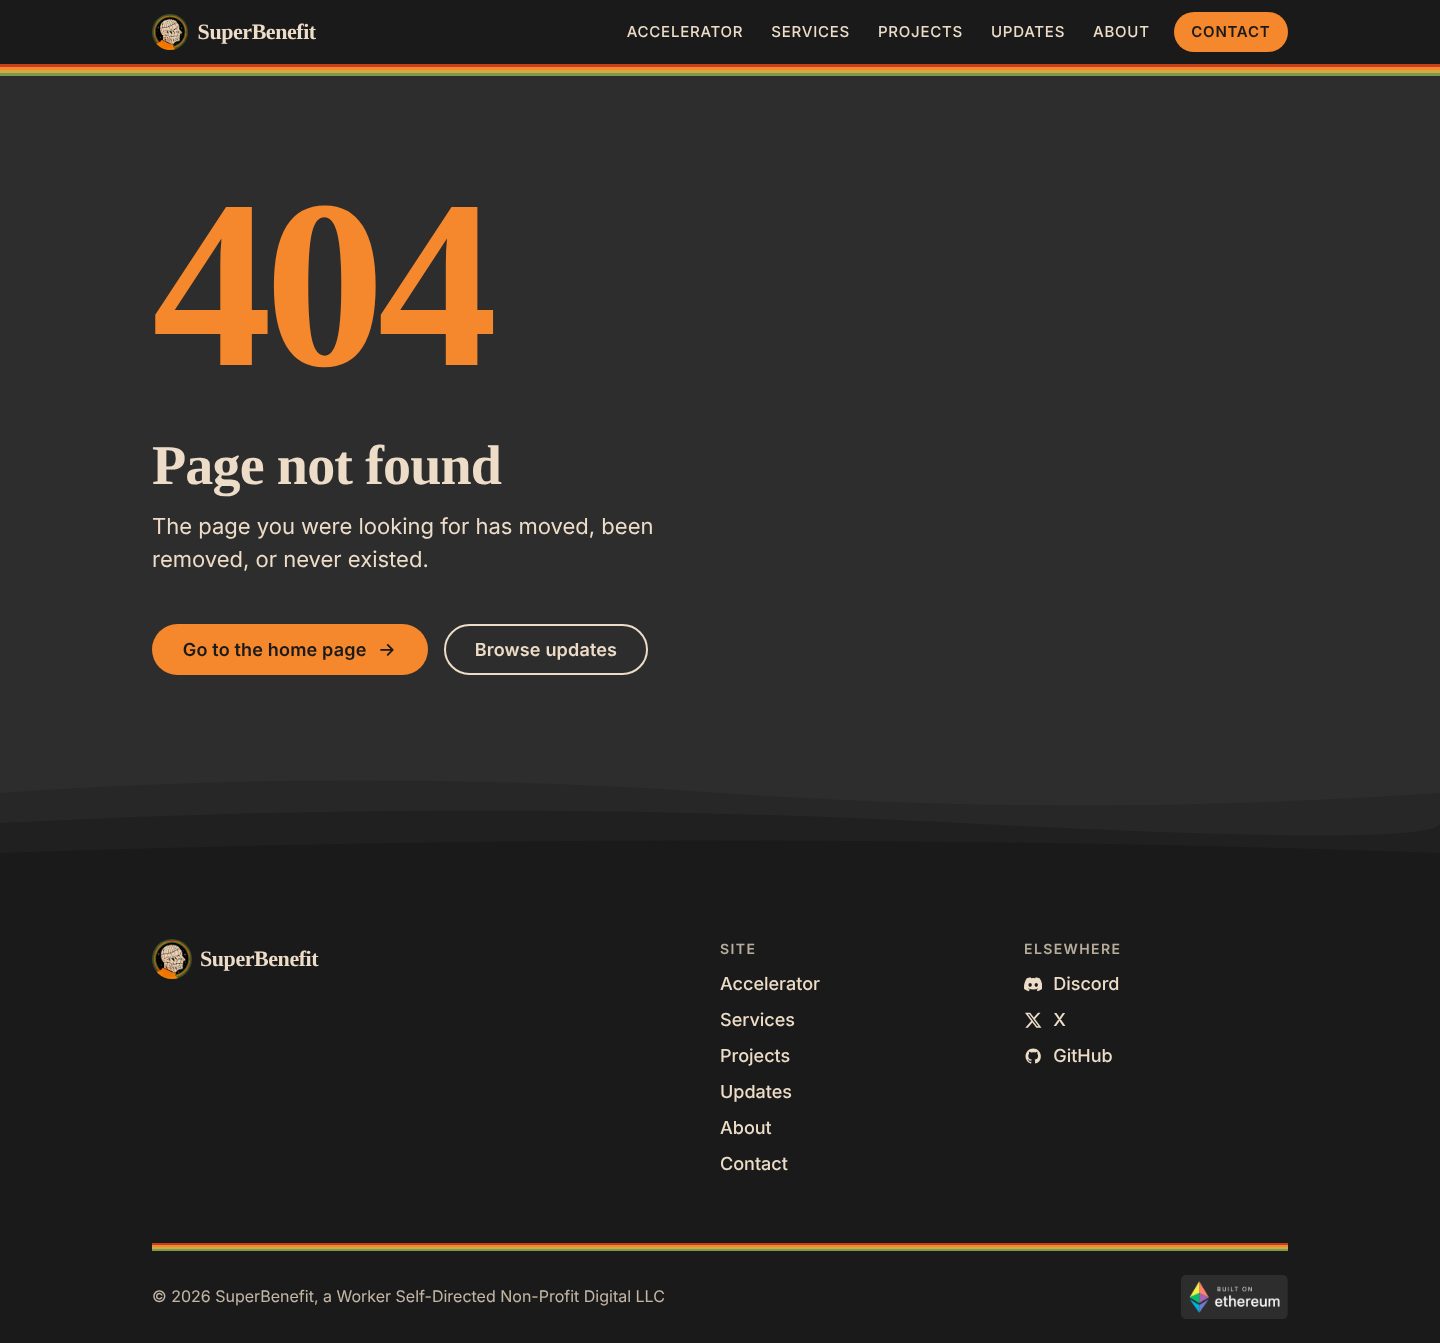 SuperBenefit
ACCELERATOR SERVICES PROJECTS UPDATES ABOUT CONTACT
404
Page not found
The page you were looking for has moved, been
removed, or never existed.
Go to the home page →
Browse updates
SuperBenefit
SITE
Accelerator
Services
Projects
Updates
About
Contact
ELSEWHERE
Discord
X
GitHub
© 2026 SuperBenefit, a Worker Self-Directed Non-Profit Digital LLC
BUILT ON
ethereum